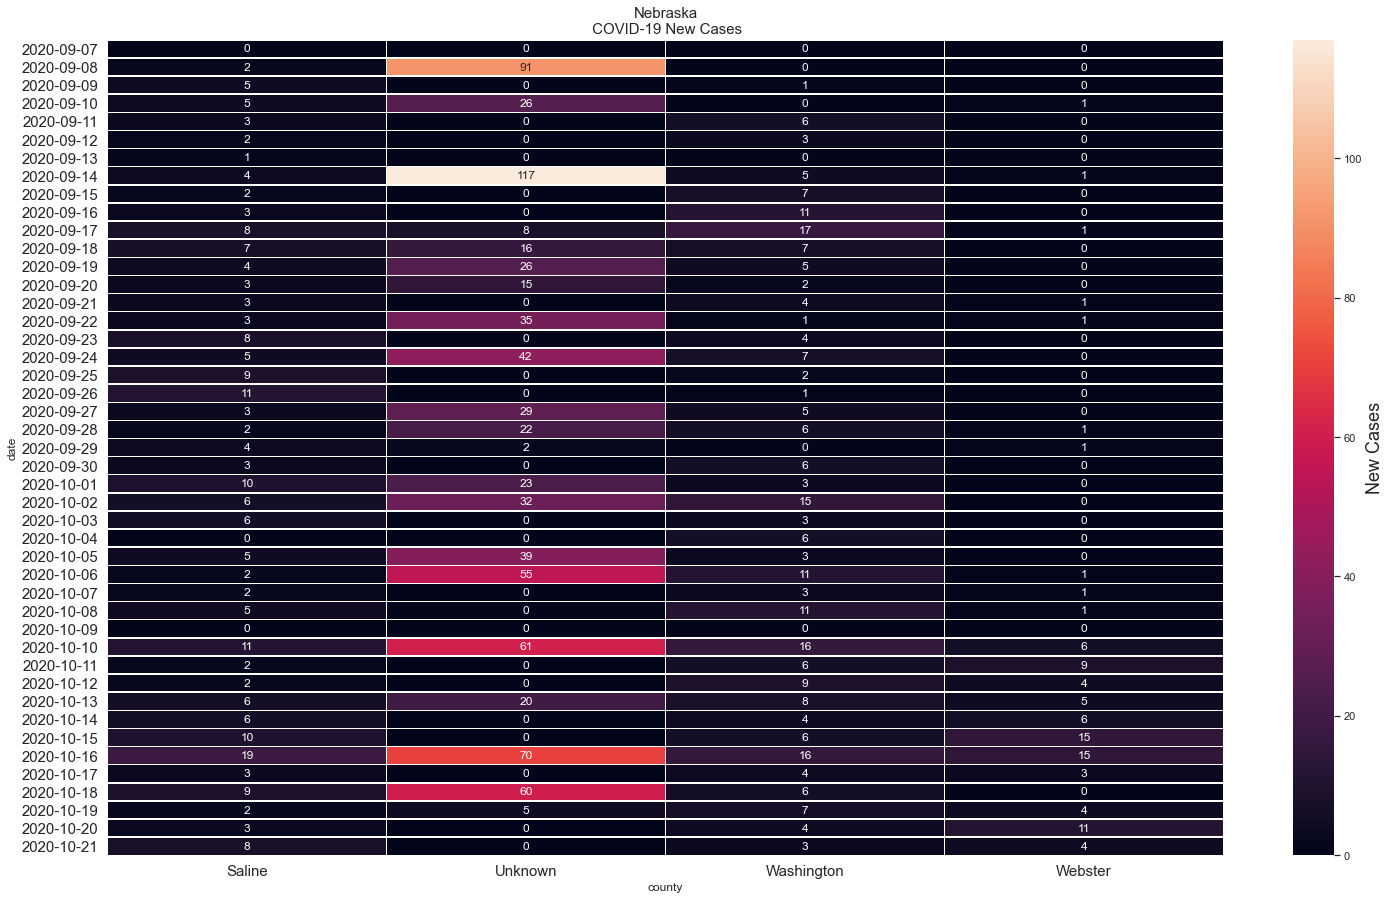 Nebraska
COVID-19 New Cases
2020-09-07 0 0 0 0
2020-09-08 2 91 0 0
2020-09-09 5 0 1 0
2020-09-10 5 26 0 1
2020-09-11 3 0 6 0
2020-09-12 2 0 3 0
2020-09-13 1 0 0 0
2020-09-14 4 117 5 1
2020-09-15 2 0 7 0
2020-09-16 3 0 11 0
2020-09-17 8 8 17 1
2020-09-18 7 16 7 0
2020-09-19 4 26 5 0
2020-09-20 3 15 2 0
2020-09-21 3 0 4 1
2020-09-22 3 35 1 1
2020-09-23 8 0 4 0
2020-09-24 5 42 7 0
2020-09-25 9 0 2 0
2020-09-26 11 0 1 0
2020-09-27 3 29 5 0
2020-09-28 2 22 6 1
2020-09-29 4 2 0 1
2020-09-30 3 0 6 0
2020-10-01 10 23 3 0
2020-10-02 6 32 15 0
2020-10-03 6 0 3 0
2020-10-04 0 0 6 0
2020-10-05 5 39 3 0
2020-10-06 2 55 11 1
2020-10-07 2 0 3 1
2020-10-08 5 0 11 1
2020-10-09 0 0 0 0
2020-10-10 11 61 16 6
2020-10-11 2 0 6 9
2020-10-12 2 0 9 4
2020-10-13 6 20 8 5
2020-10-14 6 0 4 6
2020-10-15 10 0 6 15
2020-10-16 19 70 16 15
2020-10-17 3 0 4 3
2020-10-18 9 60 6 0
2020-10-19 2 5 7 4
2020-10-20 3 0 4 11
2020-10-21 8 0 3 4
Saline Unknown Washington Webster
county
date
100
80
60
40
20
0
New Cases